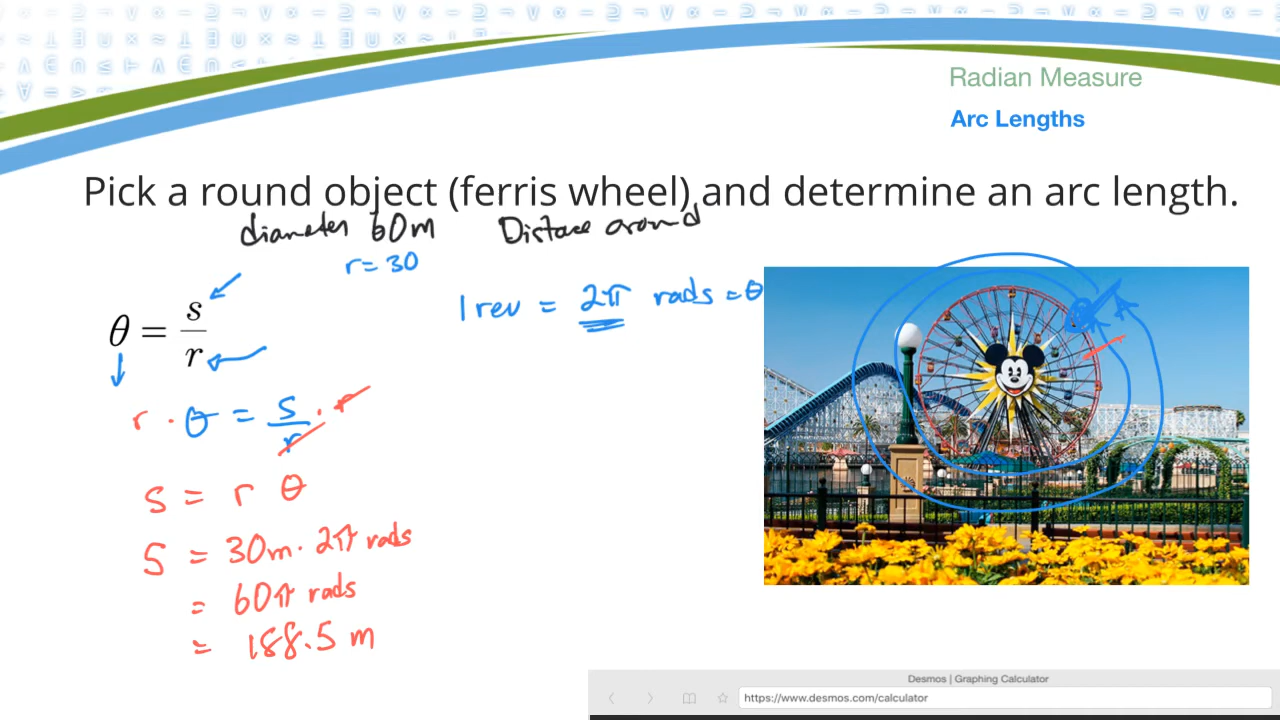 Radian Measure
Arc Lengths
Pick a round object (ferris wheel) and determine an arc length.
diameter 60m Distace around
r = 30
1 rev = 2π rads = θ
θ = s/r
r · θ = s/r · r
s = r θ
S = 30m · 2π rads
= 60π rads
= 188.5 m
Desmos | Graphing Calculator
https://www.desmos.com/calculator